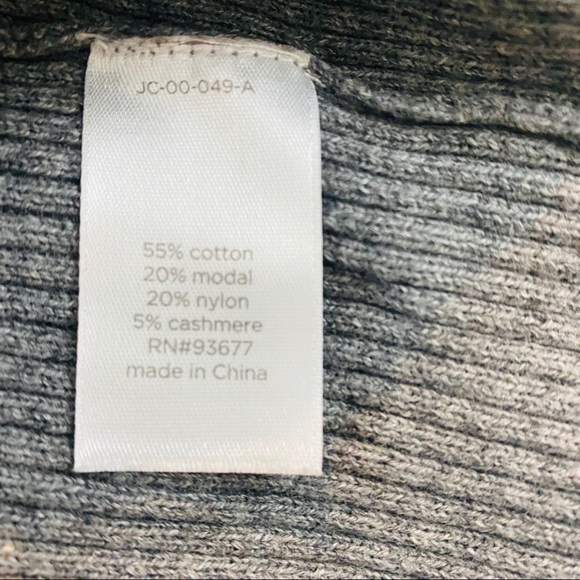 JC-00-049-A
55% cotton
20% modal
20% nylon
5% cashmere
RN#93677
made in China